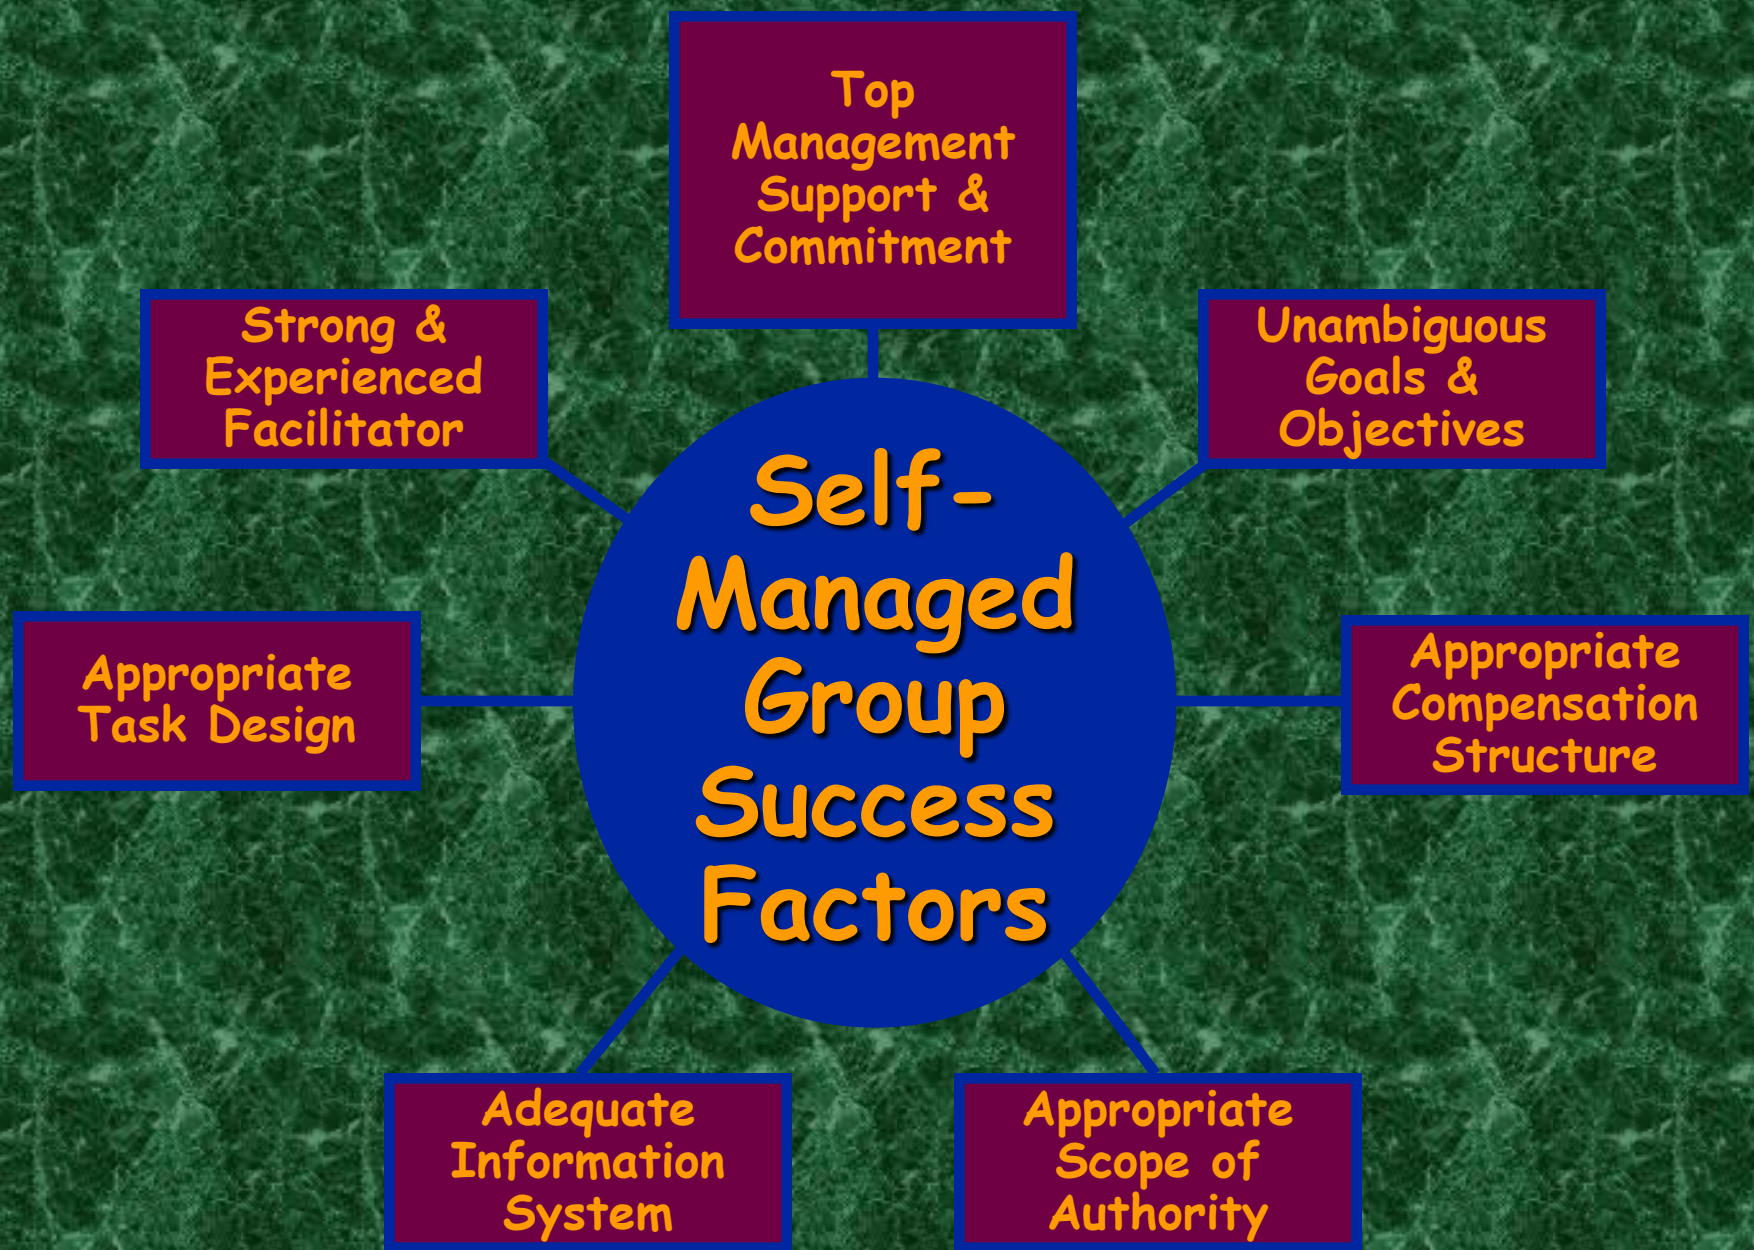 Top
Management
Support &
Commitment
Strong &
Experienced
Facilitator
Unambiguous
Goals &
Objectives
Self-
Managed
Group
Success
Factors
Appropriate
Task Design
Appropriate
Compensation
Structure
Adequate
Information
System
Appropriate
Scope of
Authority